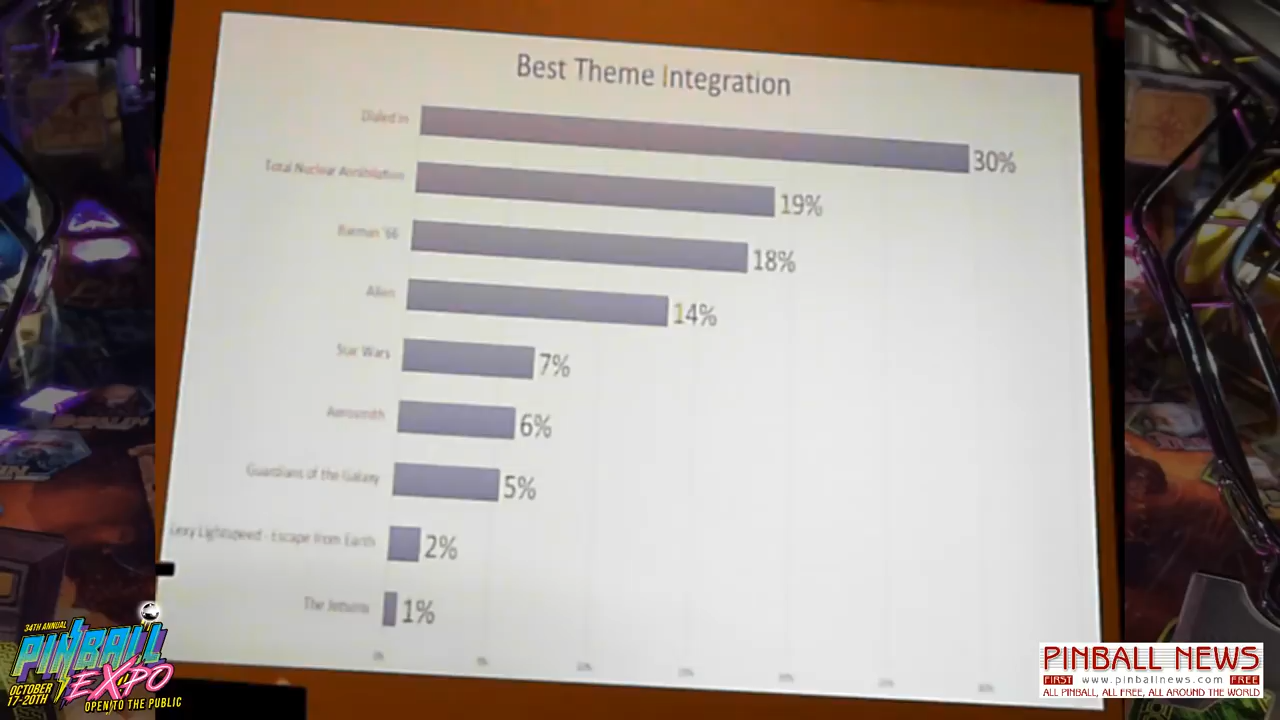 Best Theme Integration
Dialed In 30%
Total Nuclear Annihilation 19%
Batman '66 18%
Alien 14%
Star Wars 7%
Aerosmith 6%
Guardians of the Galaxy 5%
Lexy Lightspeed - Escape from Earth 2%
The Jetsons 1%
34TH ANNUAL
PINBALL
EXPO
OCTOBER
17-20TH
OPEN TO THE PUBLIC
PINBALL NEWS
FIRST www.pinballnews.com FREE
ALL PINBALL, ALL FREE, ALL AROUND THE WORLD